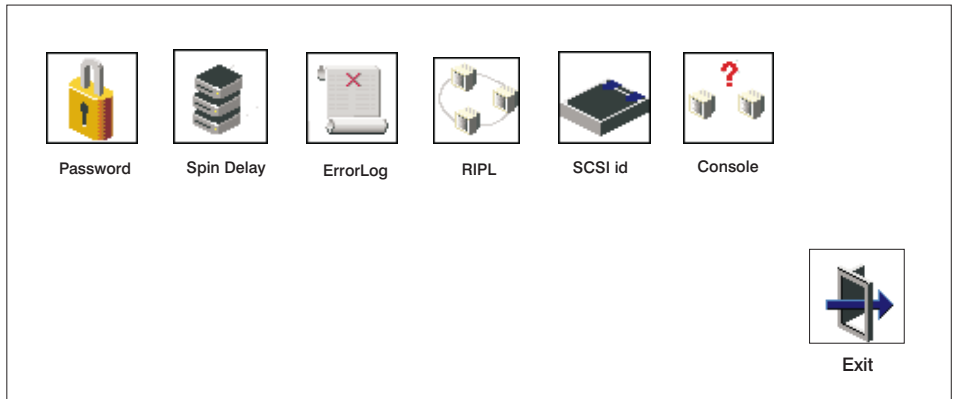 Password
Spin Delay
ErrorLog
RIPL
SCSI id
Console
?
Exit